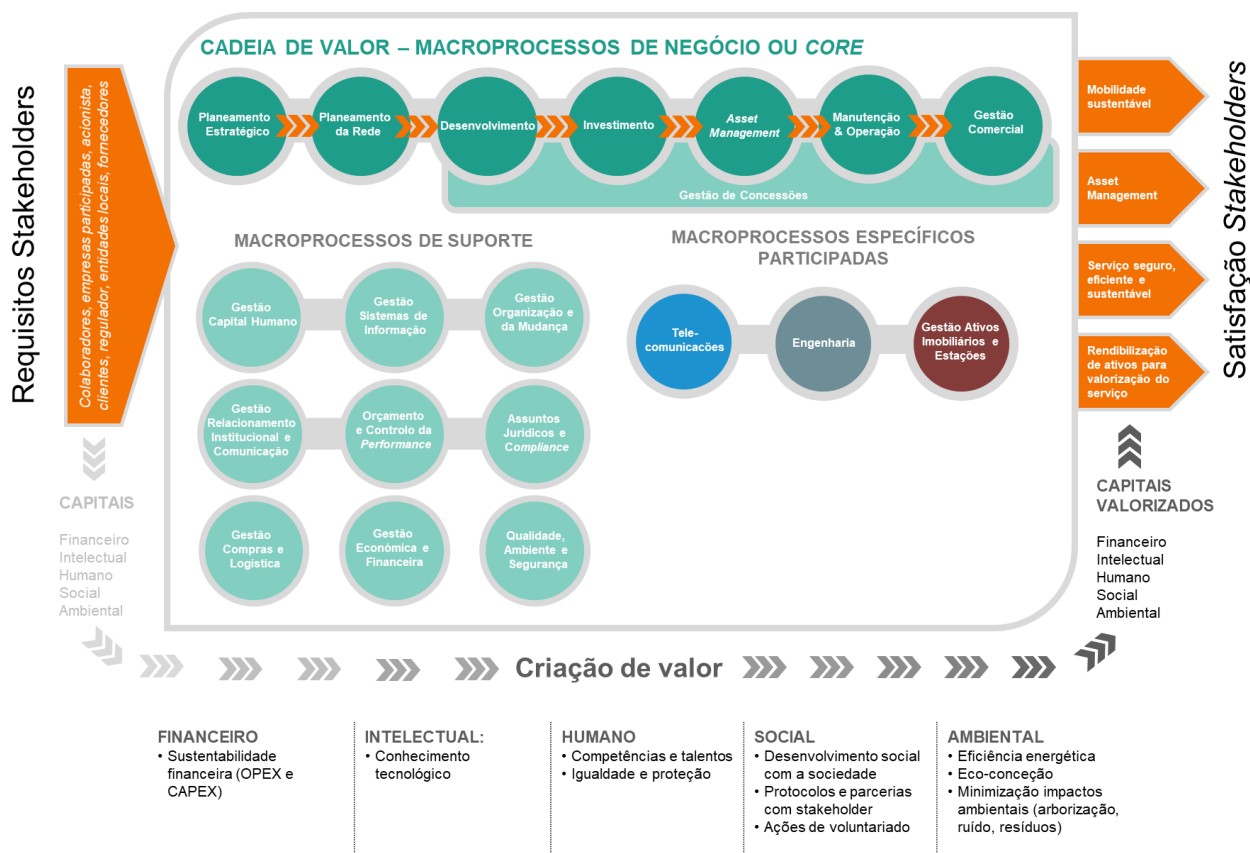 Requisitos Stakeholders
Colaboradores, empresas participadas, acionista,
clientes, regulador, entidades locais, fornecedores
CADEIA DE VALOR – MACROPROCESSOS DE NEGÓCIO OU CORE
Planeamento
Estratégico
Planeamento
da Rede
Desenvolvimento
Investimento
Asset
Management
Manutenção
& Operação
Gestão
Comercial
Gestão de Concessões
MACROPROCESSOS DE SUPORTE
Gestão
Capital Humano
Gestão
Sistemas de
Informação
Gestão
Organização e
da Mudança
Gestão
Relacionamento
Institucional e
Comunicação
Orçamento
e Controlo da
Performance
Assuntos
Jurídicos e
Compliance
Gestão
Compras e
Logística
Gestão
Económica e
Financeira
Qualidade,
Ambiente e
Segurança
MACROPROCESSOS ESPECÍFICOS
PARTICIPADAS
Tele-
comunicacões
Engenharia
Gestão Ativos
Imobiliários e
Estações
Mobilidade
sustentável
Asset
Management
Serviço seguro,
eficiente e
sustentável
Rendibilização
de ativos para
valorização do
serviço
Satisfação Stakeholders
CAPITAIS
Financeiro
Intelectual
Humano
Social
Ambiental
CAPITAIS
VALORIZADOS
Financeiro
Intelectual
Humano
Social
Ambiental
Criação de valor
FINANCEIRO
• Sustentabilidade
financeira (OPEX e
CAPEX)
INTELECTUAL:
• Conhecimento
tecnológico
HUMANO
• Competências e talentos
• Igualdade e proteção
SOCIAL
• Desenvolvimento social
com a sociedade
• Protocolos e parcerias
com stakeholder
• Ações de voluntariado
AMBIENTAL
• Eficiência energética
• Eco-conceção
• Minimização impactos
ambientais (arborização,
ruído, resíduos)